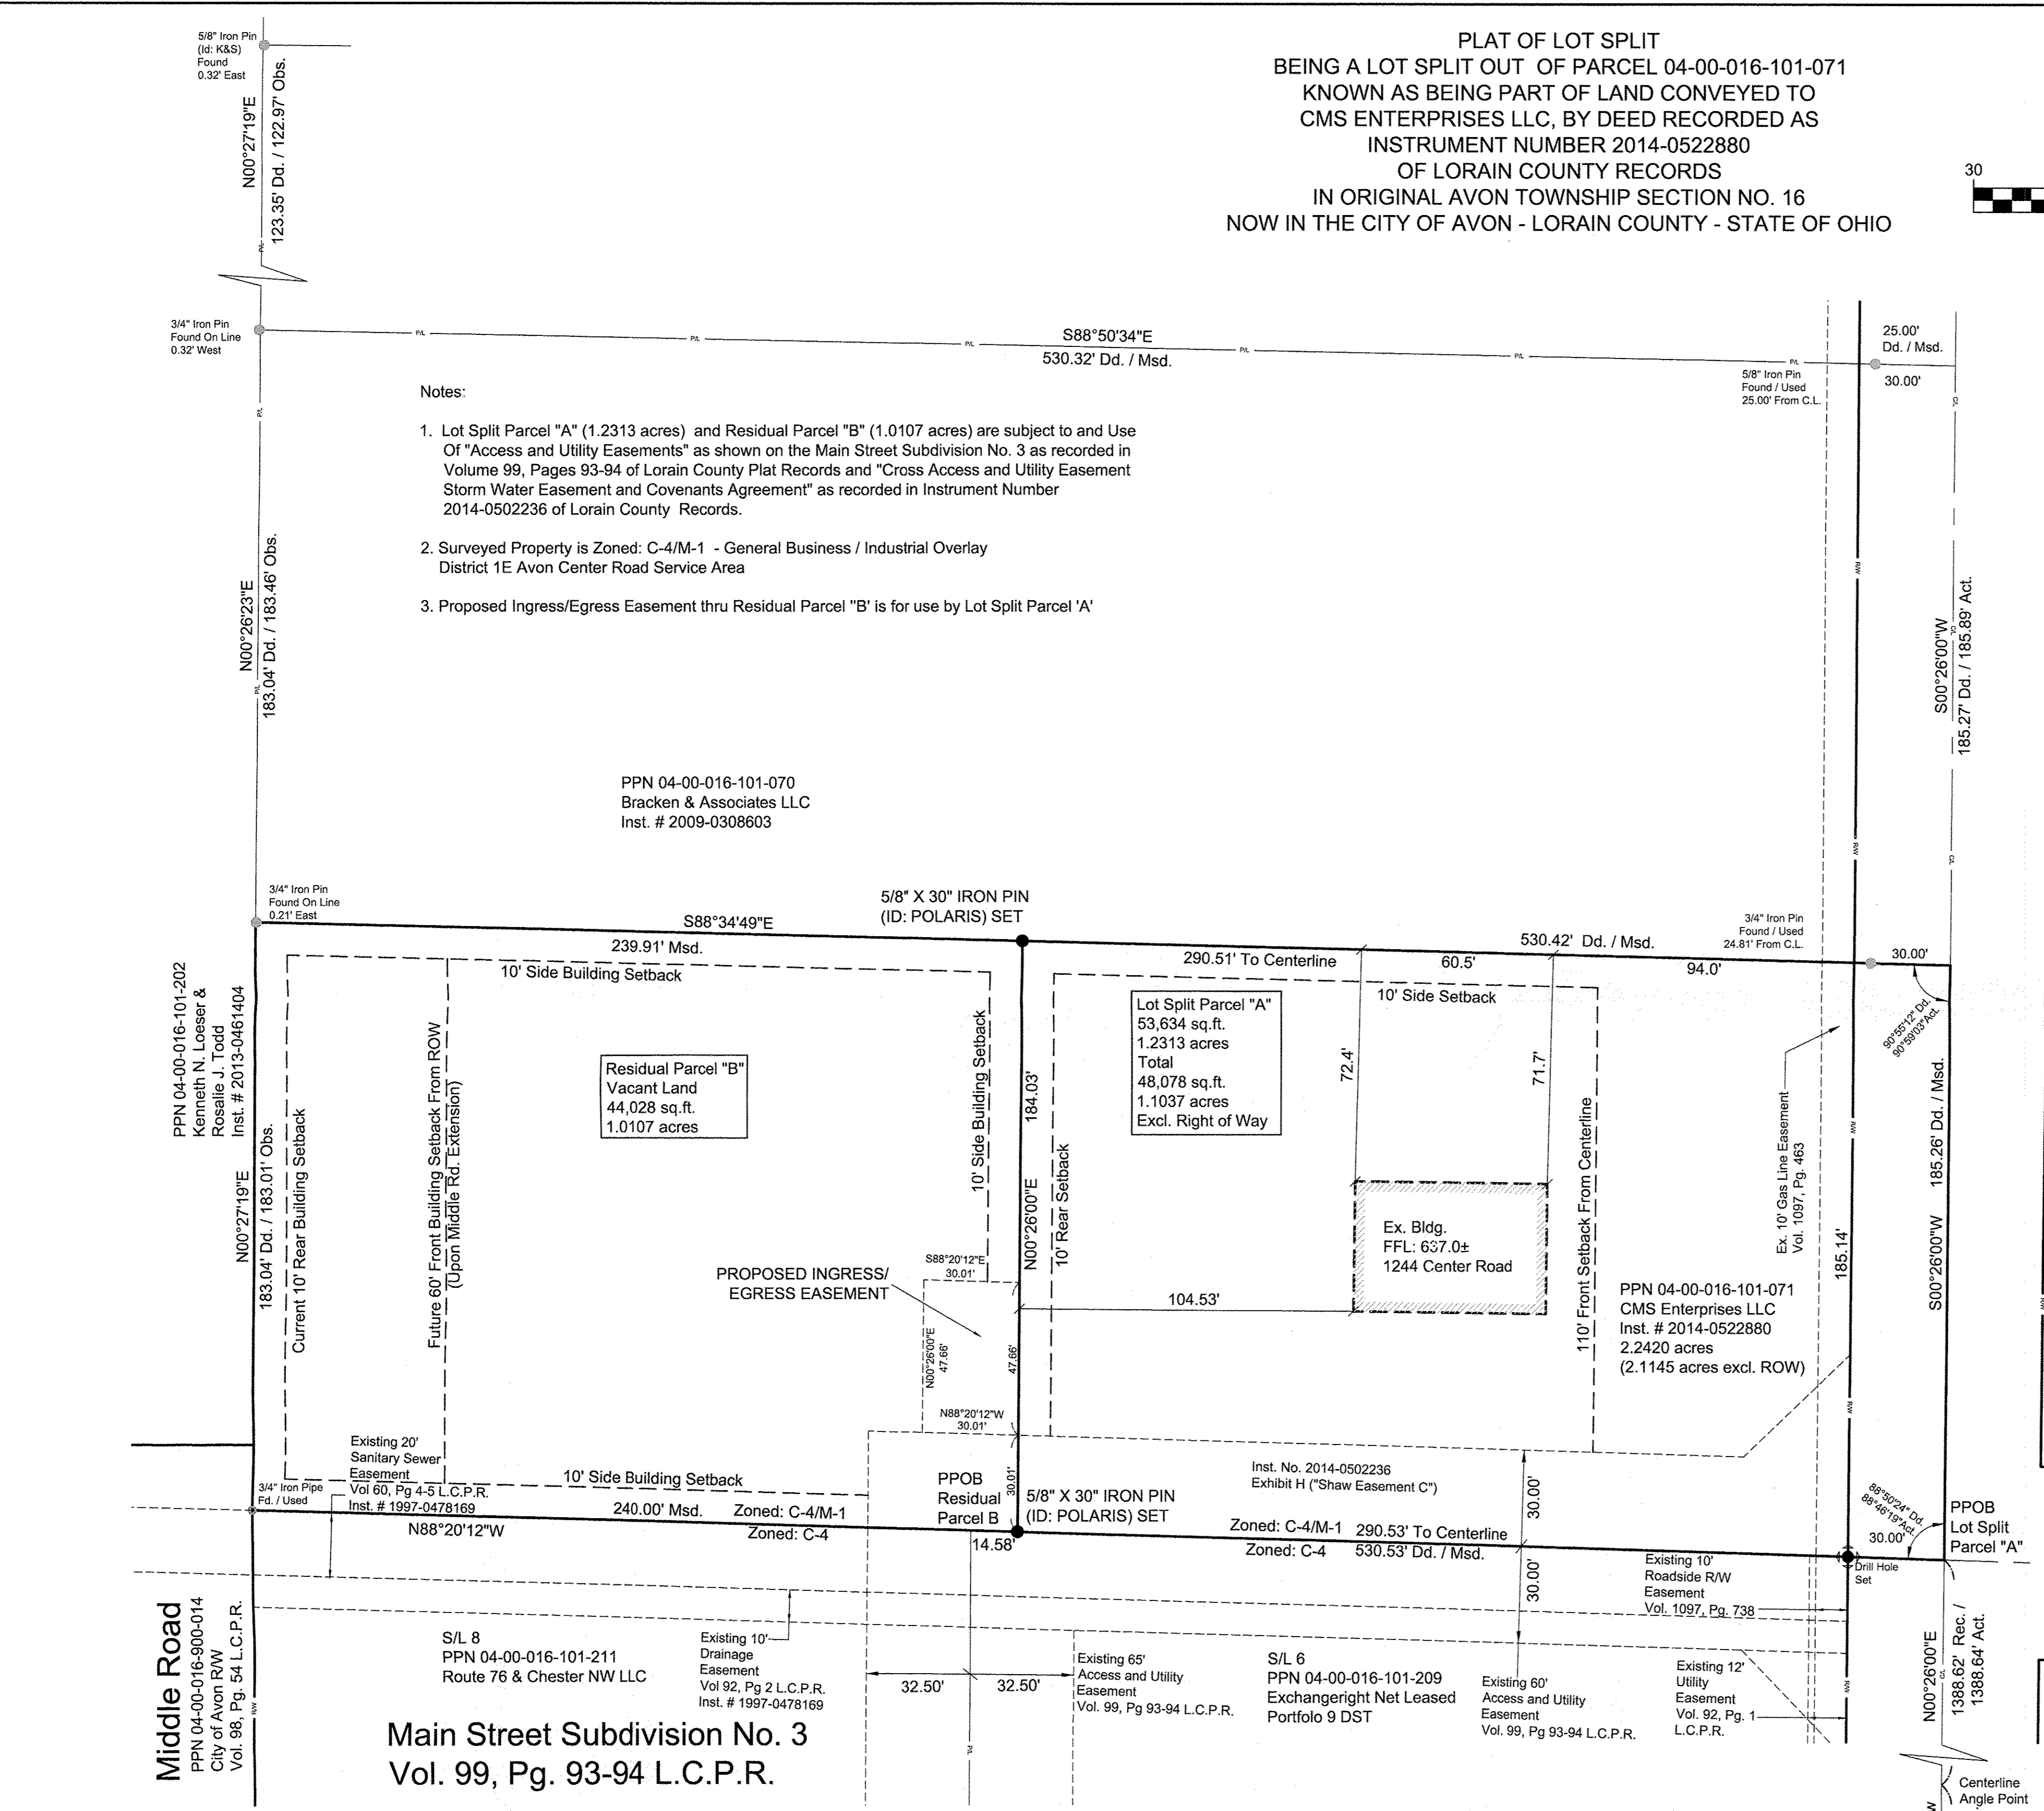 PLAT OF LOT SPLIT
BEING A LOT SPLIT OUT OF PARCEL 04-00-016-101-071
KNOWN AS BEING PART OF LAND CONVEYED TO
CMS ENTERPRISES LLC, BY DEED RECORDED AS
INSTRUMENT NUMBER 2014-0522880
OF LORAIN COUNTY RECORDS
IN ORIGINAL AVON TOWNSHIP SECTION NO. 16
NOW IN THE CITY OF AVON - LORAIN COUNTY - STATE OF OHIO
30
5/8" Iron Pin
(Id: K&S)
Found
0.32' East
N00°27'19"E
123.35' Dd. / 122.97' Obs.
P/L
3/4" Iron Pin
Found On Line
0.32' West
P/L
P/L
P/L
S88°50'34"E
530.32' Dd. / Msd.
P/L
P/L
P/L
25.00'
Dd. / Msd.
30.00'
5/8" Iron Pin
Found / Used
25.00' From C.L.
C/L
Notes:
1. Lot Split Parcel "A" (1.2313 acres) and Residual Parcel "B" (1.0107 acres) are subject to and Use
Of "Access and Utility Easements" as shown on the Main Street Subdivision No. 3 as recorded in
Volume 99, Pages 93-94 of Lorain County Plat Records and "Cross Access and Utility Easement
Storm Water Easement and Covenants Agreement" as recorded in Instrument Number
2014-0502236 of Lorain County Records.
2. Surveyed Property is Zoned: C-4/M-1 - General Business / Industrial Overlay
District 1E Avon Center Road Service Area
3. Proposed Ingress/Egress Easement thru Residual Parcel "B' is for use by Lot Split Parcel 'A'
P/L
N00°26'23"E
183.04' Dd. / 183.46' Obs.
P/L
R/W
S00°26'00"W
C/L
185.27' Dd. / 185.89' Act.
R/W
C/L
PPN 04-00-016-101-070
Bracken & Associates LLC
Inst. # 2009-0308603
3/4" Iron Pin
Found On Line
0.21' East
S88°34'49"E
239.91' Msd.
5/8" X 30" IRON PIN
(ID: POLARIS) SET
290.51' To Centerline
60.5'
530.42' Dd. / Msd.
94.0'
3/4" Iron Pin
Found / Used
24.81' From C.L.
30.00'
90°55'12" Dd.
90°59'03"Act.
PPN 04-00-016-101-202
Kenneth N. Loeser &
Rosalie J. Todd
Inst. # 2013-0461404
N00°27'19"E
183.04' Dd. / 183.01' Obs.
10' Side Building Setback
Current 10' Rear Building Setback
Future 60' Front Building Setback From ROW
(Upon Middle Rd. Extension)
Residual Parcel "B"
Vacant Land
44,028 sq.ft.
1.0107 acres
10' Side Building Setback
184.03'
N00°26'00"E
10' Rear Setback
Lot Split Parcel "A"
53,634 sq.ft.
1.2313 acres
Total
48,078 sq.ft.
1.1037 acres
Excl. Right of Way
10' Side Setback
72.4'
71.7'
110' Front Setback From Centerline
Ex. Bldg.
FFL: 637.0±
1244 Center Road
104.53'
Ex. 10' Gas Line Easement
Vol. 1097, Pg. 463
R/W
185.14'
185.26' Dd. / Msd.
S00°26'00"W
PPN 04-00-016-101-071
CMS Enterprises LLC
Inst. # 2014-0522880
2.2420 acres
(2.1145 acres excl. ROW)
R/W
R/W
PROPOSED INGRESS/
EGRESS EASEMENT
S88°20'12"E
30.01'
N00°26'00"E
47.66'
47.66'
N88°20'12"W
30.01'
30.01'
Existing 20'
Sanitary Sewer
Easement
Vol 60, Pg 4-5 L.C.P.R.
Inst. # 1997-0478169
10' Side Building Setback
3/4" Iron Pipe
Fd. / Used
N88°20'12"W
240.00' Msd.
Zoned: C-4/M-1
Zoned: C-4
PPOB
Residual
Parcel B
5/8" X 30" IRON PIN
(ID: POLARIS) SET
14.58'
Inst. No. 2014-0502236
Exhibit H ("Shaw Easement C")
Zoned: C-4/M-1
290.53' To Centerline
Zoned: C-4
530.53' Dd. / Msd.
30.00'
30.00'
88°50'24" Dd.
88°46'19"Act.
30.00'
PPOB
Lot Split
Parcel "A"
Drill Hole
Set
Existing 10'
Roadside R/W
Easement
Vol. 1097, Pg. 738
Middle Road
PPN 04-00-016-900-014
City of Avon R/W
Vol. 98, Pg. 54 L.C.P.R.
R/W
S/L 8
PPN 04-00-016-101-211
Route 76 & Chester NW LLC
Existing 10'
Drainage
Easement
Vol 92, Pg 2 L.C.P.R.
Inst. # 1997-0478169
32.50'
32.50'
P/L
Existing 65'
Access and Utility
Easement
Vol. 99, Pg 93-94 L.C.P.R.
S/L 6
PPN 04-00-016-101-209
Exchangeright Net Leased
Portfolo 9 DST
Existing 60'
Access and Utility
Easement
Vol. 99, Pg 93-94 L.C.P.R.
Existing 12'
Utility
Easement
Vol. 92, Pg. 1
L.C.P.R.
R/W
N00°26'00"E
1388.62' Rec. /
1388.64' Act.
Main Street Subdivision No. 3
Vol. 99, Pg. 93-94 L.C.P.R.
Centerline
Angle Point
W